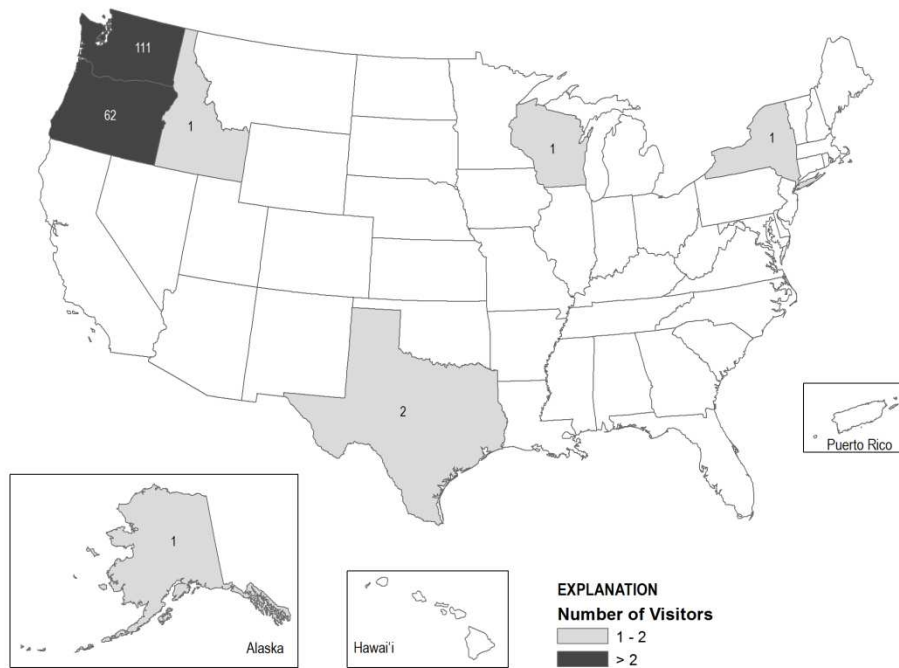 111
62
1
1
1
2
Puerto Rico
1
Alaska
Hawai'i
EXPLANATION
Number of Visitors
1 - 2
> 2